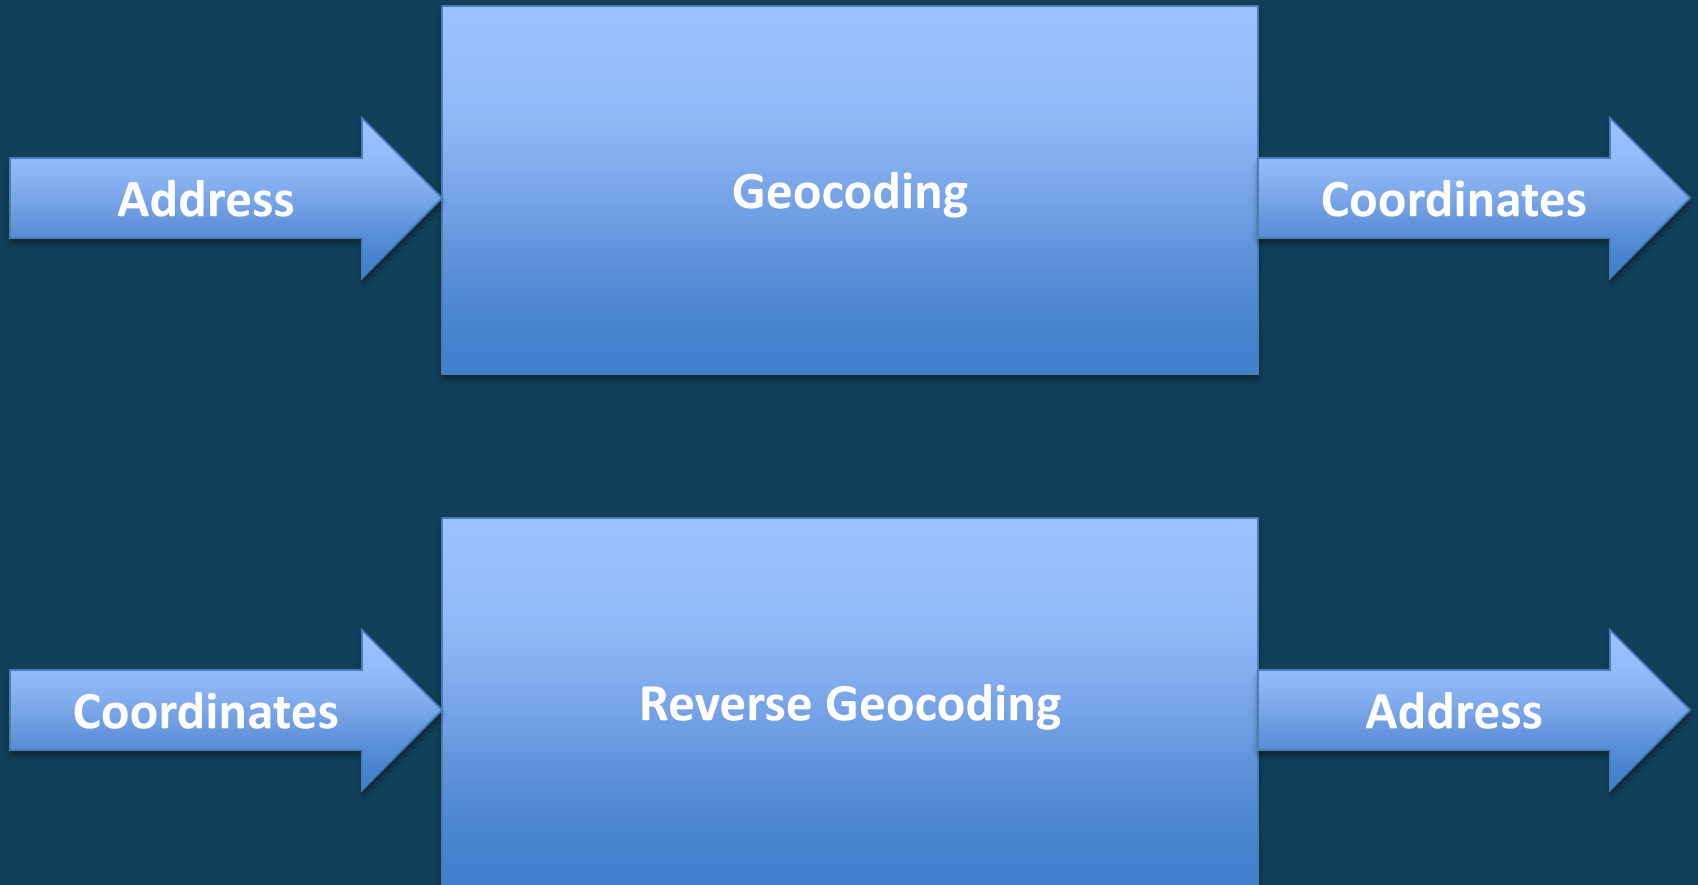 Address
Geocoding
Coordinates
Coordinates
Reverse Geocoding
Address